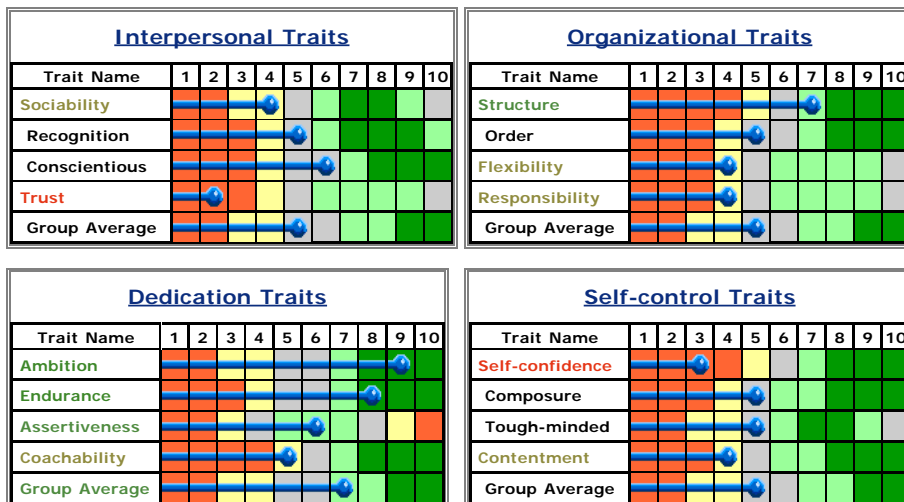 Interpersonal Traits
Trait Name 1 2 3 4 5 6 7 8 9 10
Sociability
Recognition
Conscientious
Trust
Group Average
Organizational Traits
Trait Name 1 2 3 4 5 6 7 8 9 10
Structure
Order
Flexibility
Responsibility
Group Average
Dedication Traits
Trait Name 1 2 3 4 5 6 7 8 9 10
Ambition
Endurance
Assertiveness
Coachability
Group Average
Self-control Traits
Trait Name 1 2 3 4 5 6 7 8 9 10
Self-confidence
Composure
Tough-minded
Contentment
Group Average